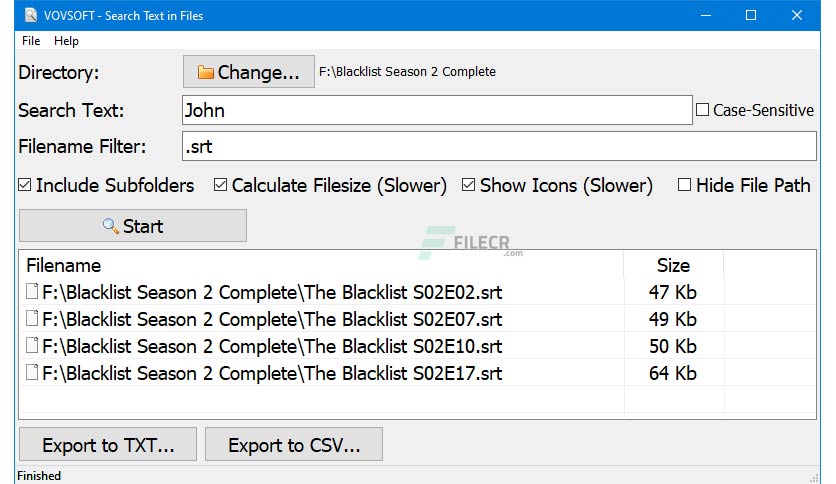 VOVSOFT - Search Text in Files
File Help
Directory: Change... F:\Blacklist Season 2 Complete
Search Text: John Case-Sensitive
Filename Filter: .srt
Include Subfolders Calculate Filesize (Slower) Show Icons (Slower) Hide File Path
Start
FILECR
.com
Filename Size
F:\Blacklist Season 2 Complete\The Blacklist S02E02.srt 47 Kb
F:\Blacklist Season 2 Complete\The Blacklist S02E07.srt 49 Kb
F:\Blacklist Season 2 Complete\The Blacklist S02E10.srt 50 Kb
F:\Blacklist Season 2 Complete\The Blacklist S02E17.srt 64 Kb
Export to TXT... Export to CSV...
Finished